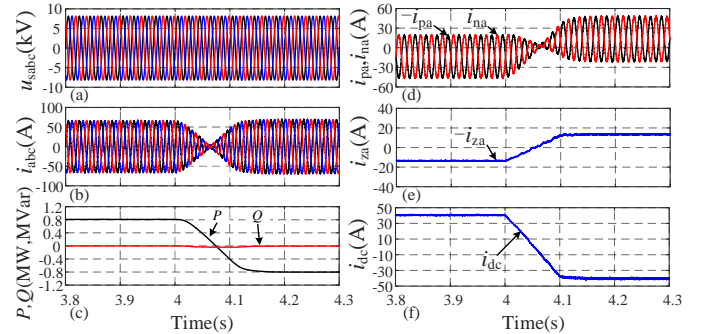 10
5
0
-5
-10
u_sabc(kV)
(a)
100
50
0
-50
-100
i_abc(A)
(b)
1.2
0.8
0.4
0
-0.4
-0.8
-1.2
P,Q(MW,MVar)
P
Q
(c)
3.8 3.9 4 4.1 4.2 4.3
Time(s)
60
40
20
0
-20
-40
-60
i_pa,i_na(A)
−i_pa
i_na
(d)
40
20
0
-20
-40
i_za(A)
−i_za
(e)
50
30
10
-10
-30
-50
i_dc(A)
i_dc
(f)
3.8 3.9 4.0 4.1 4.2 4.3
Time(s)